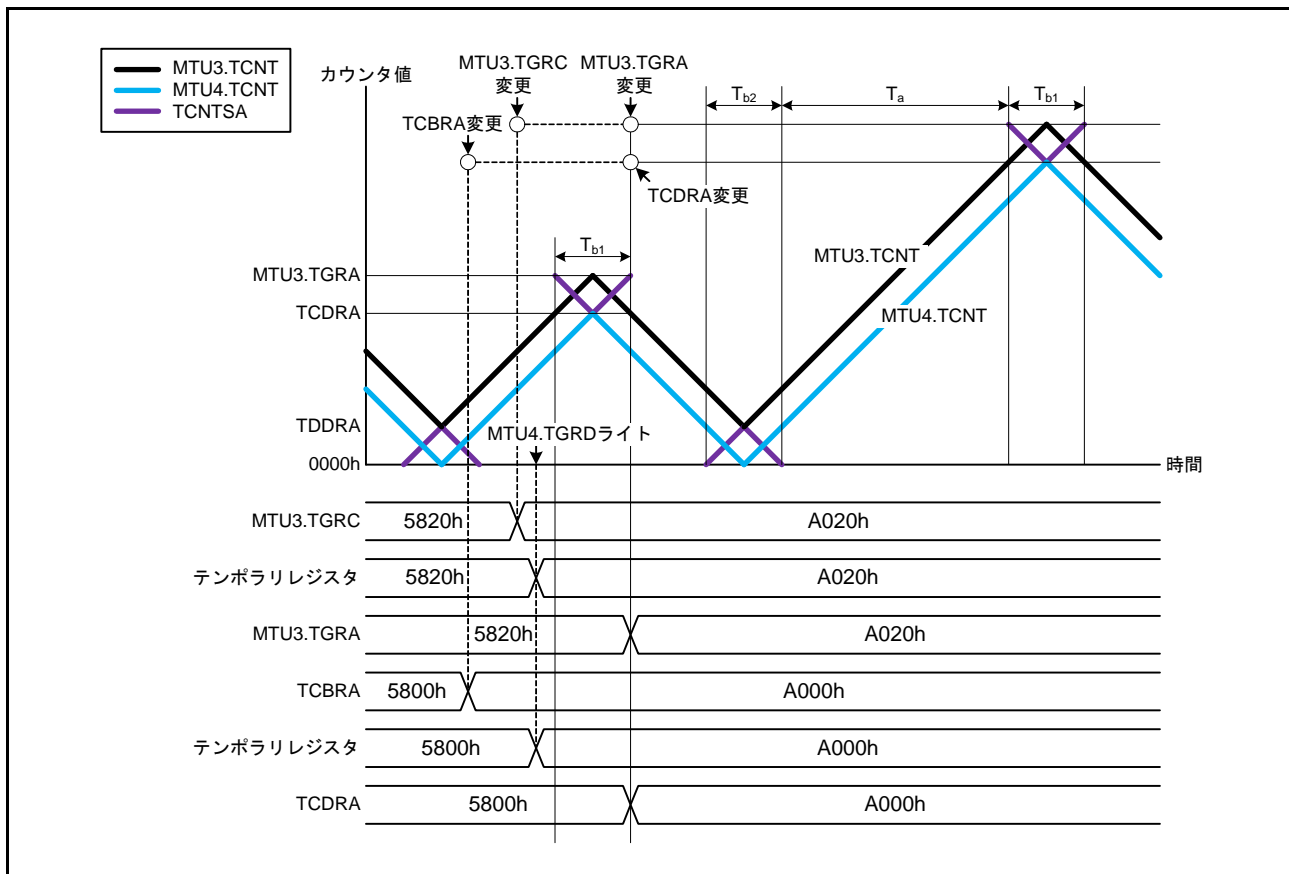 MTU3.TCNT
MTU4.TCNT
TCNTSA
カウンタ値
MTU3.TGRC
変更
MTU3.TGRA
変更
TCBRA変更
TCDRA変更
Tb2
Ta
Tb1
Tb1
MTU3.TCNT
MTU4.TCNT
MTU3.TGRA
TCDRA
TDDRA
0000h
MTU4.TGRDライト
時間
MTU3.TGRC 5820h A020h
テンポラリレジスタ 5820h A020h
MTU3.TGRA 5820h A020h
TCBRA 5800h A000h
テンポラリレジスタ 5800h A000h
TCDRA 5800h A000h